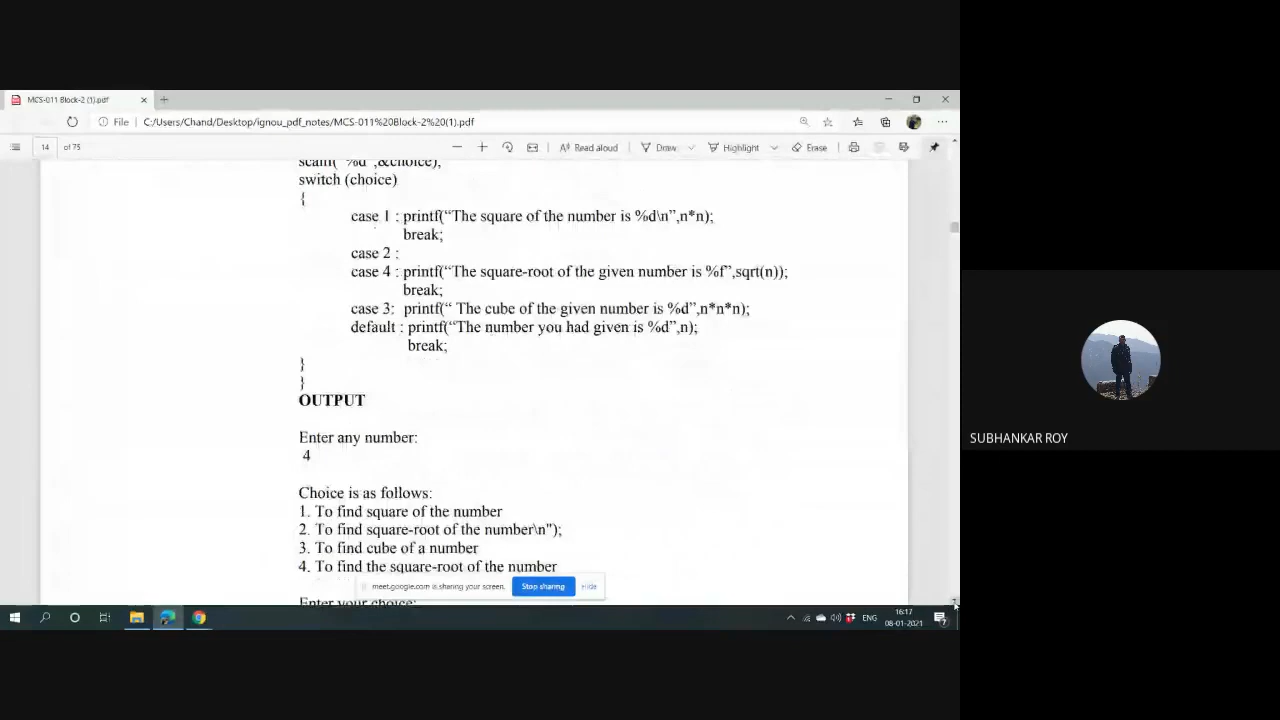 MCS-011 Block-2 (1).pdf
File
C:/Users/Chand/Desktop/ignou_pdf_notes/MCS-011%20Block-2%20(1).pdf
14 of 75
Read aloud
Draw
Highlight
Erase
scanf("%d",&choice);
switch (choice)
{
case 1 : printf(“The square of the number is %d\n”,n*n);
break;
case 2 :
case 4 : printf(“The square-root of the given number is %f”,sqrt(n));
break;
case 3: printf(“ The cube of the given number is %d”,n*n*n);
default : printf(“The number you had given is %d”,n);
break;
}
}
OUTPUT
Enter any number:
4
Choice is as follows:
1. To find square of the number
2. To find square-root of the number\n");
3. To find cube of a number
4. To find the square-root of the number
meet.google.com is sharing your screen.
Stop sharing
Hide
Enter your choice:
ENG
16:17
08-01-2021
SUBHANKAR ROY